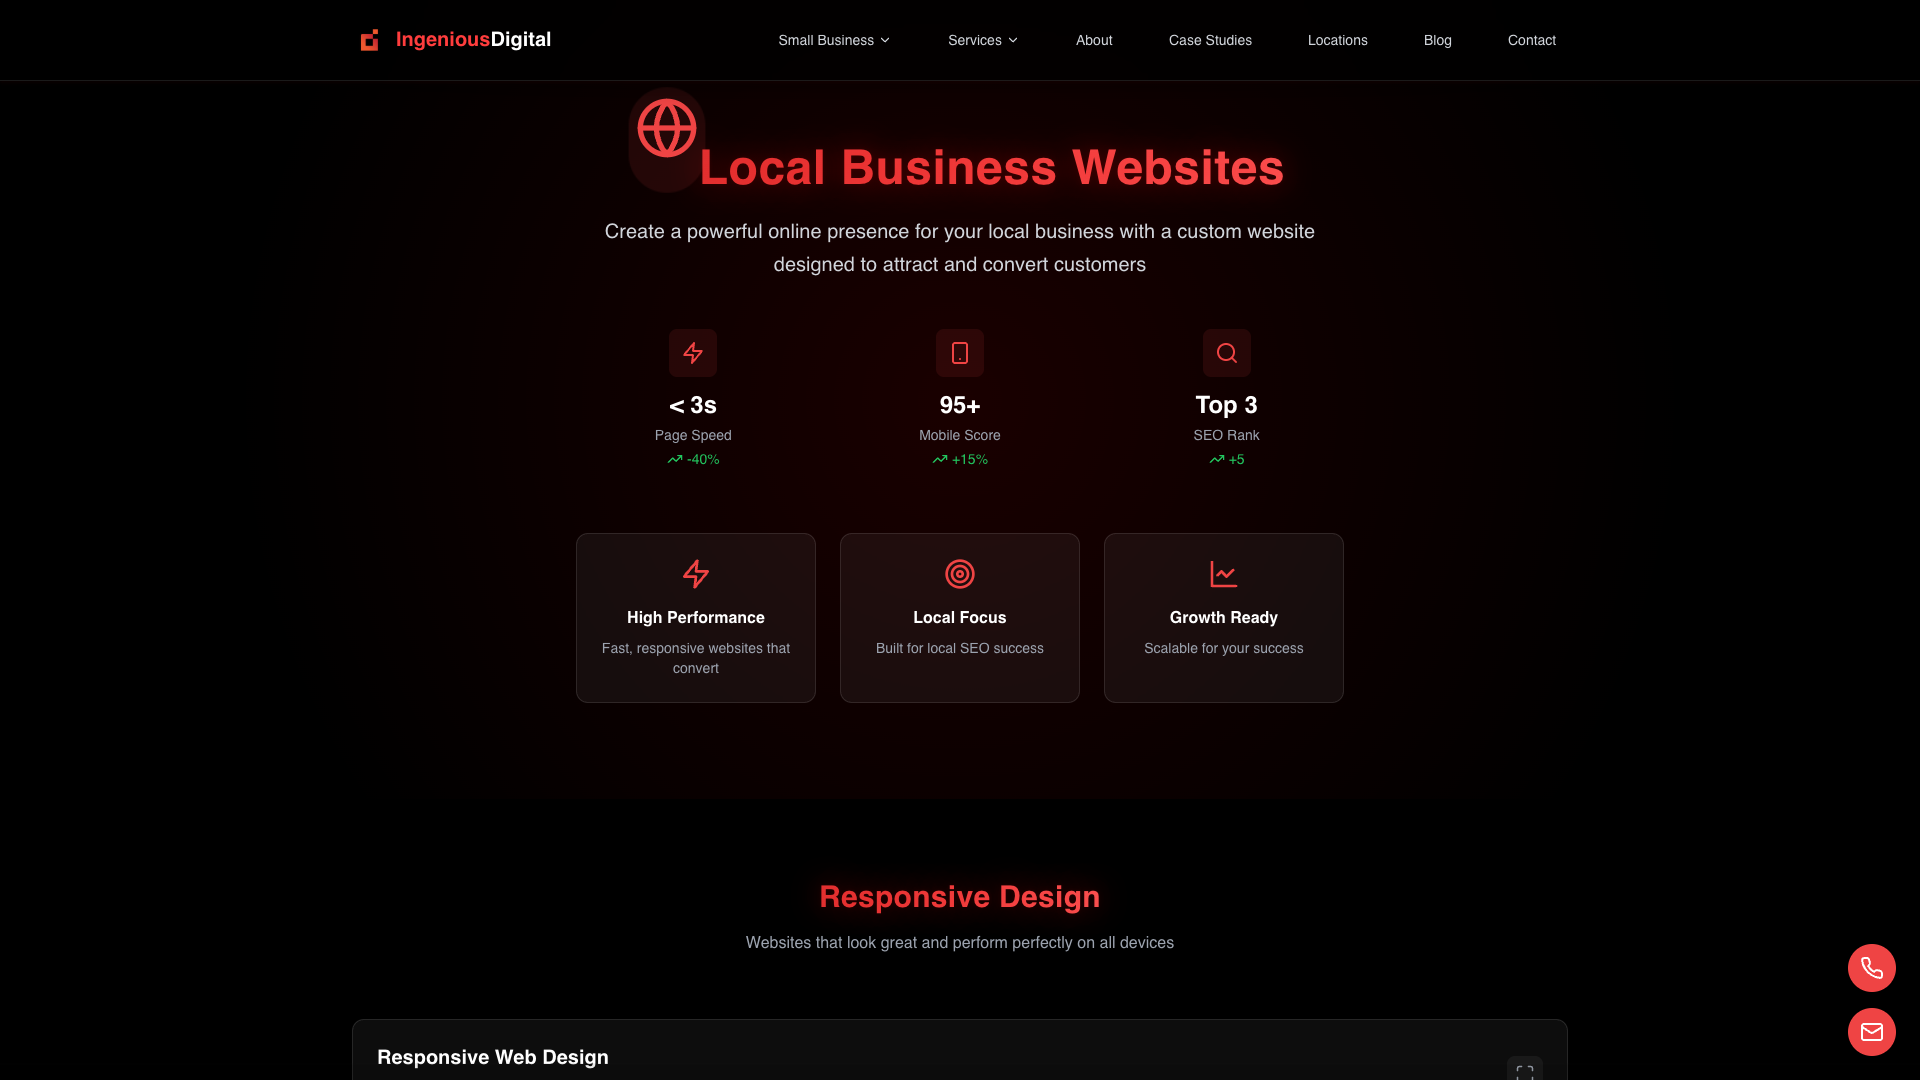 IngeniousDigital
Small Business
Services
About
Case Studies
Locations
Blog
Contact
Local Business Websites
Create a powerful online presence for your local business with a custom website
designed to attract and convert customers
< 3s
Page Speed
-40%
95+
Mobile Score
+15%
Top 3
SEO Rank
+5
High Performance
Fast, responsive websites that
convert
Local Focus
Built for local SEO success
Growth Ready
Scalable for your success
Responsive Design
Websites that look great and perform perfectly on all devices
Responsive Web Design